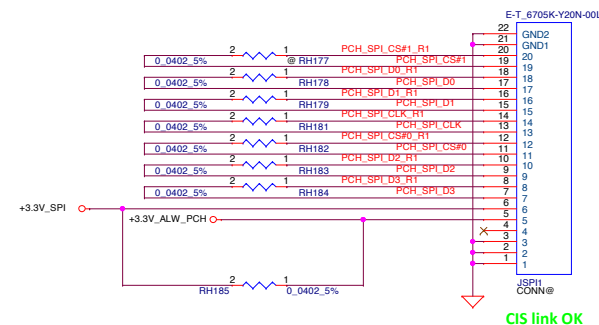 E-T_6705K-Y20N-00L
22 GND2
21 GND1
2 1 PCH_SPI_CS#1_R1 20 20
0_0402_5% @ RH177 PCH_SPI_CS#1 19 19
2 1 PCH_SPI_D0_R1 18 18
0_0402_5% RH178 PCH_SPI_D0 17 17
2 1 PCH_SPI_D1_R1 16 16
0_0402_5% RH179 PCH_SPI_D1 15 15
2 1 PCH_SPI_CLK_R1 14 14
0_0402_5% RH181 PCH_SPI_CLK 13 13
2 1 PCH_SPI_CS#0_R1 12 12
0_0402_5% RH182 PCH_SPI_CS#0 11 11
2 1 PCH_SPI_D2_R1 10 10
0_0402_5% RH183 PCH_SPI_D2 9 9
2 1 PCH_SPI_D3_R1 8 8
0_0402_5% RH184 PCH_SPI_D3 7 7
+3.3V_SPI 6 6
+3.3V_ALW_PCH 5 5
4 4
3 3
2 2
1 1
2 1
RH185 0_0402_5%
JSPI1
CONN@
CIS link OK